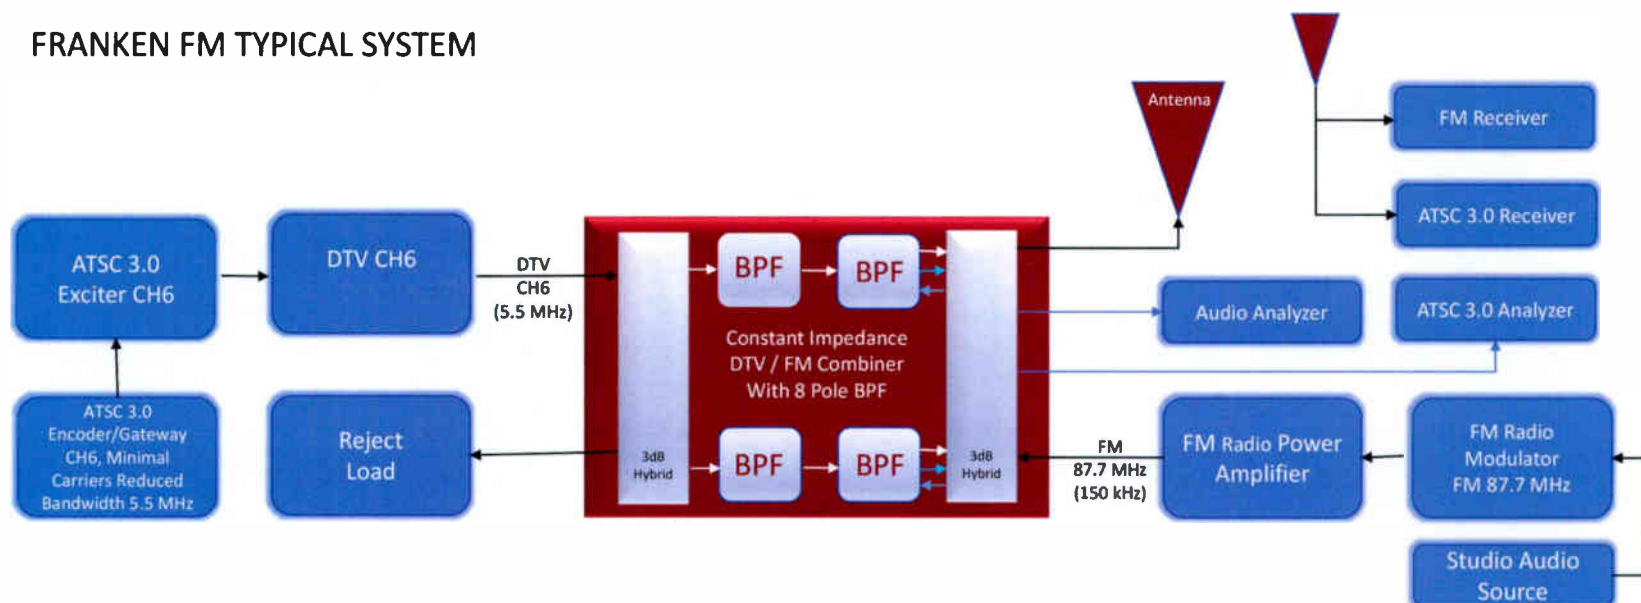 FRANKEN FM TYPICAL SYSTEM
Antenna
FM Receiver
ATSC 3.0 Receiver
ATSC 3.0
Exciter CH6
DTV CH6
DTV
CH6
(5.5 MHz)
BPF
BPF
Constant Impedance
DTV / FM Combiner
With 8 Pole BPF
Audio Analyzer
ATSC 3.0 Analyzer
ATSC 3.0
Encoder/Gateway
CH6, Minimal
Carriers Reduced
Bandwidth 5.5 MHz
Reject
Load
3dB
Hybrid
BPF
BPF
3dB
Hybrid
FM
87.7 MHz
(150 kHz)
FM Radio Power
Amplifier
FM Radio
Modulator
FM 87.7 MHz
Studio Audio
Source